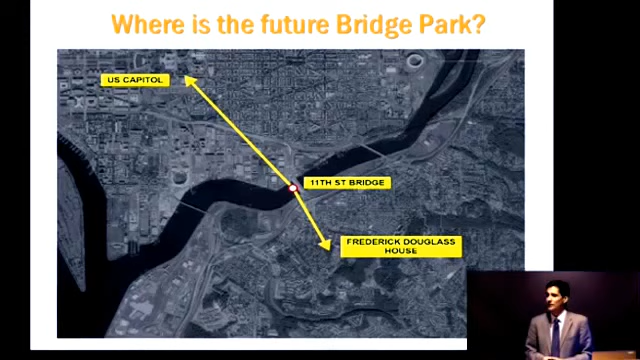 Where is the future Bridge Park?
US CAPITOL
11TH ST BRIDGE
FREDERICK DOUGLASS
HOUSE